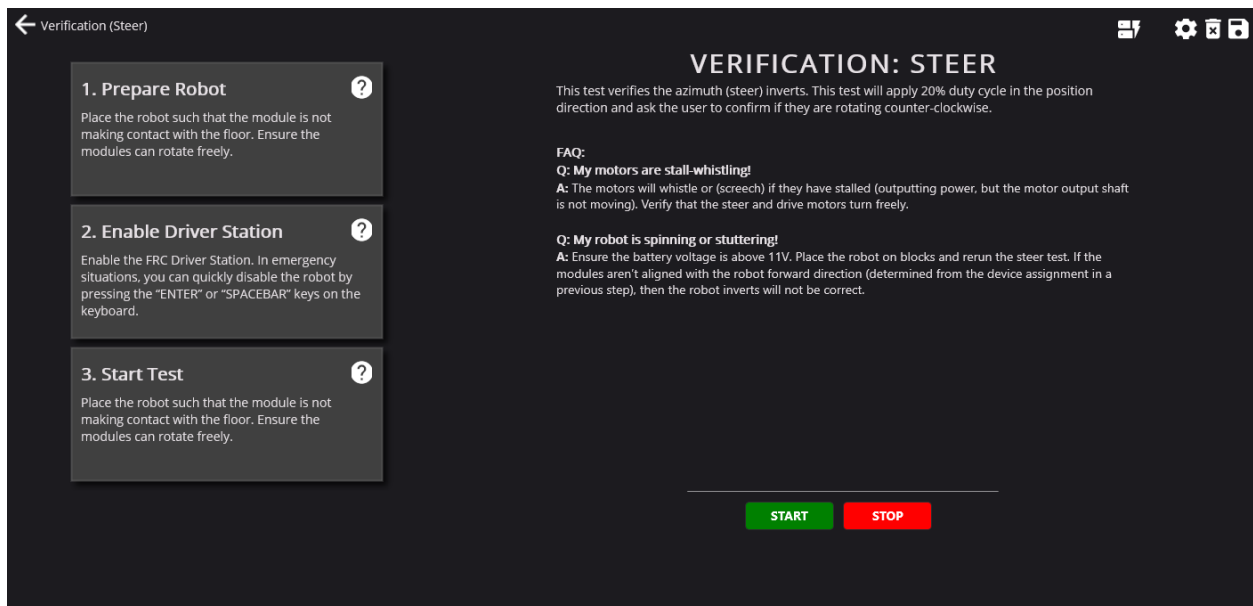 Verification (Steer)
1. Prepare Robot
Place the robot such that the module is not
making contact with the floor. Ensure the
modules can rotate freely.
2. Enable Driver Station
Enable the FRC Driver Station. In emergency
situations, you can quickly disable the robot by
pressing the “ENTER” or “SPACEBAR” keys on the
keyboard.
3. Start Test
Place the robot such that the module is not
making contact with the floor. Ensure the
modules can rotate freely.
VERIFICATION: STEER
This test verifies the azimuth (steer) inverts. This test will apply 20% duty cycle in the position
direction and ask the user to confirm if they are rotating counter-clockwise.
FAQ:
Q: My motors are stall-whistling!
A: The motors will whistle or (screech) if they have stalled (outputting power, but the motor output shaft
is not moving). Verify that the steer and drive motors turn freely.
Q: My robot is spinning or stuttering!
A: Ensure the battery voltage is above 11V. Place the robot on blocks and rerun the steer test. If the
modules aren't aligned with the robot forward direction (determined from the device assignment in a
previous step), then the robot inverts will not be correct.
START
STOP